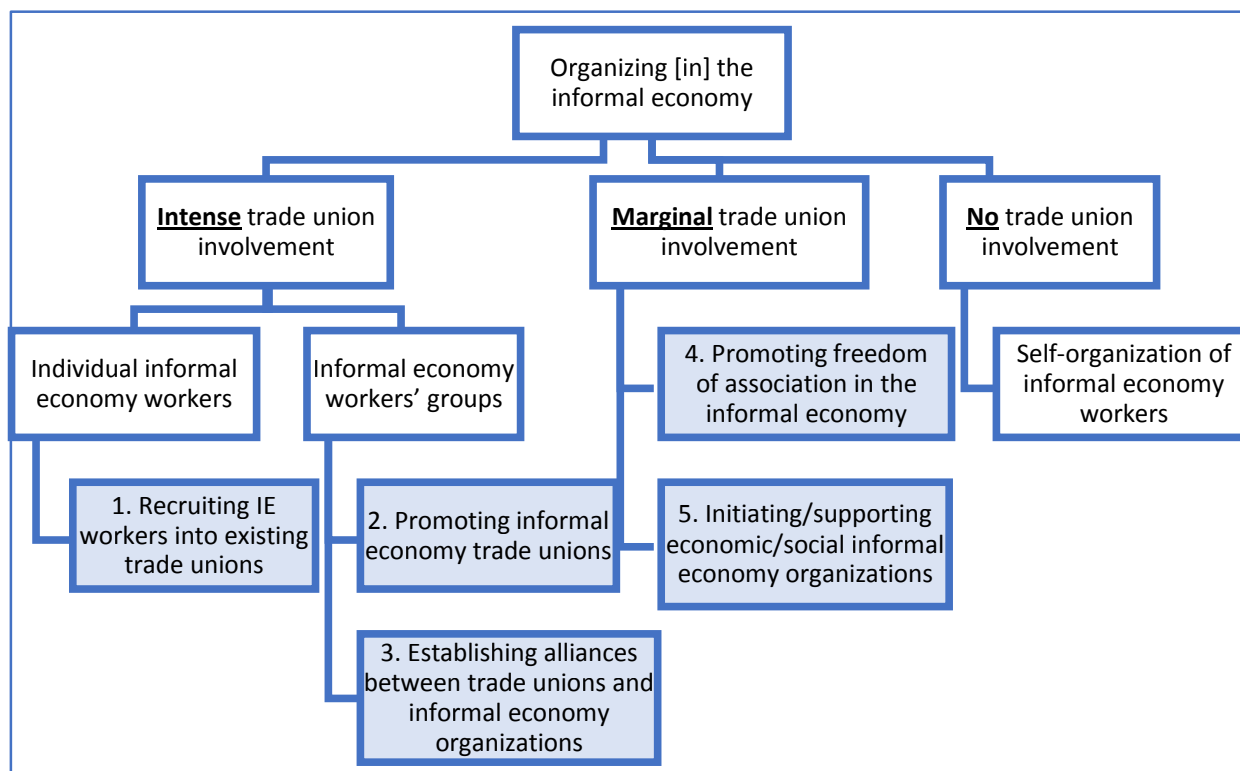 Organizing [in] the
informal economy
Intense trade union
involvement
Marginal trade union
involvement
No trade union
involvement
Individual informal
economy workers
Informal economy
workers’ groups
4. Promoting freedom
of association in the
informal economy
Self-organization of
informal economy
workers
1. Recruiting IE
workers into existing
trade unions
2. Promoting informal
economy trade unions
5. Initiating/supporting
economic/social informal
economy organizations
3. Establishing alliances
between trade unions and
informal economy
organizations